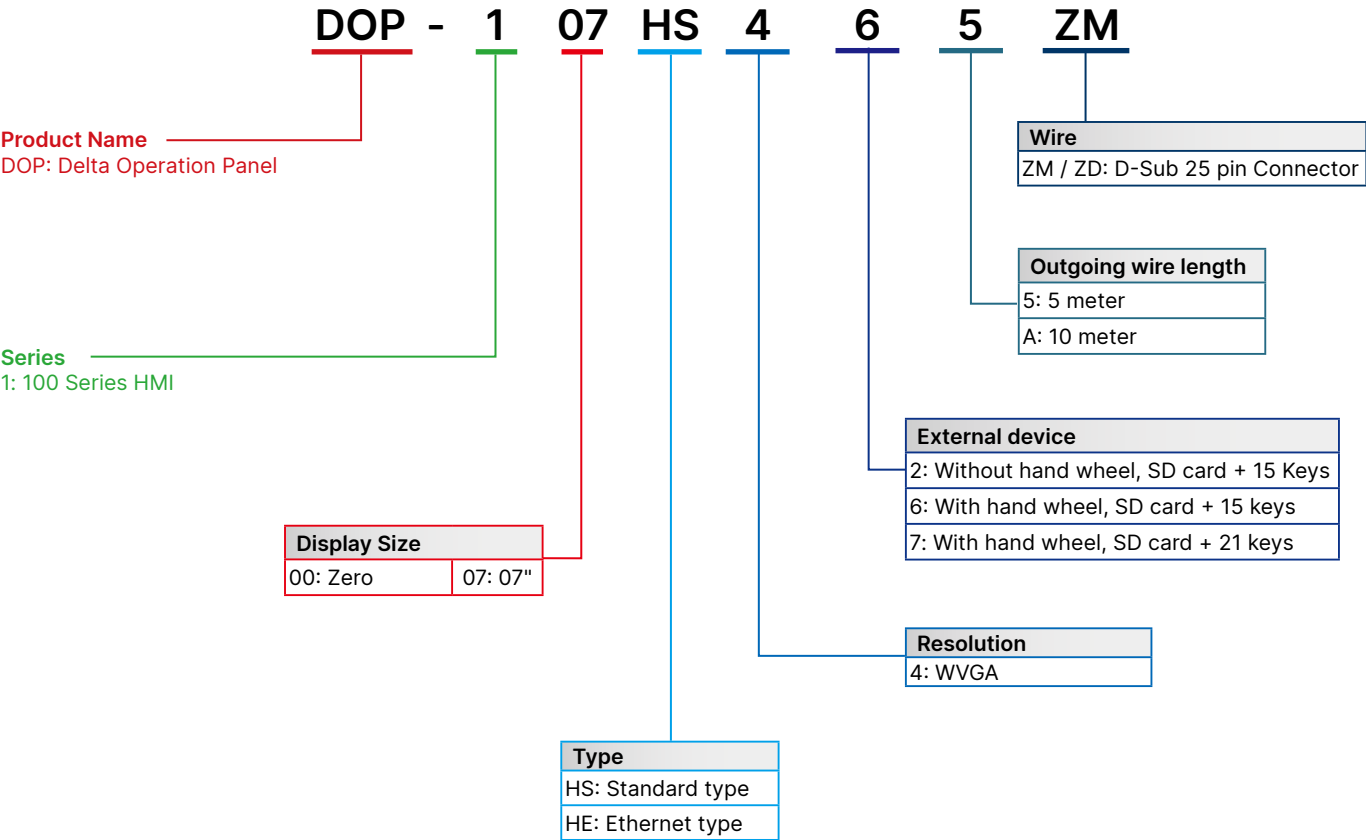 DOP - 1 07 HS 4 6 5 ZM
Product Name
DOP: Delta Operation Panel
Wire
ZM / ZD: D-Sub 25 pin Connector
Outgoing wire length
5: 5 meter
A: 10 meter
Series
1: 100 Series HMI
External device
2: Without hand wheel, SD card + 15 Keys
6: With hand wheel, SD card + 15 keys
7: With hand wheel, SD card + 21 keys
Display Size
00: Zero 07: 07"
Resolution
4: WVGA
Type
HS: Standard type
HE: Ethernet type